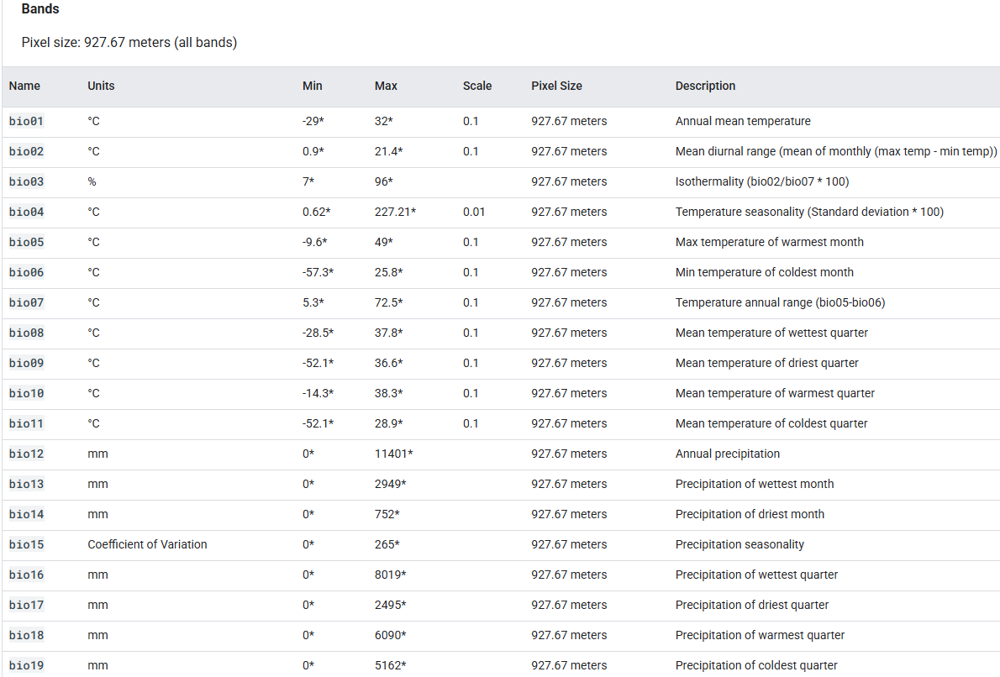 Bands
Pixel size: 927.67 meters (all bands)
Name Units Min Max Scale Pixel Size Description
bio01 °C -29* 32* 0.1 927.67 meters Annual mean temperature
bio02 °C 0.9* 21.4* 0.1 927.67 meters Mean diurnal range (mean of monthly (max temp - min temp))
bio03 % 7* 96* 927.67 meters Isothermality (bio02/bio07 * 100)
bio04 °C 0.62* 227.21* 0.01 927.67 meters Temperature seasonality (Standard deviation * 100)
bio05 °C -9.6* 49* 0.1 927.67 meters Max temperature of warmest month
bio06 °C -57.3* 25.8* 0.1 927.67 meters Min temperature of coldest month
bio07 °C 5.3* 72.5* 0.1 927.67 meters Temperature annual range (bio05-bio06)
bio08 °C -28.5* 37.8* 0.1 927.67 meters Mean temperature of wettest quarter
bio09 °C -52.1* 36.6* 0.1 927.67 meters Mean temperature of driest quarter
bio10 °C -14.3* 38.3* 0.1 927.67 meters Mean temperature of warmest quarter
bio11 °C -52.1* 28.9* 0.1 927.67 meters Mean temperature of coldest quarter
bio12 mm 0* 11401* 927.67 meters Annual precipitation
bio13 mm 0* 2949* 927.67 meters Precipitation of wettest month
bio14 mm 0* 752* 927.67 meters Precipitation of driest month
bio15 Coefficient of Variation 0* 265* 927.67 meters Precipitation seasonality
bio16 mm 0* 8019* 927.67 meters Precipitation of wettest quarter
bio17 mm 0* 2495* 927.67 meters Precipitation of driest quarter
bio18 mm 0* 6090* 927.67 meters Precipitation of warmest quarter
bio19 mm 0* 5162* 927.67 meters Precipitation of coldest quarter